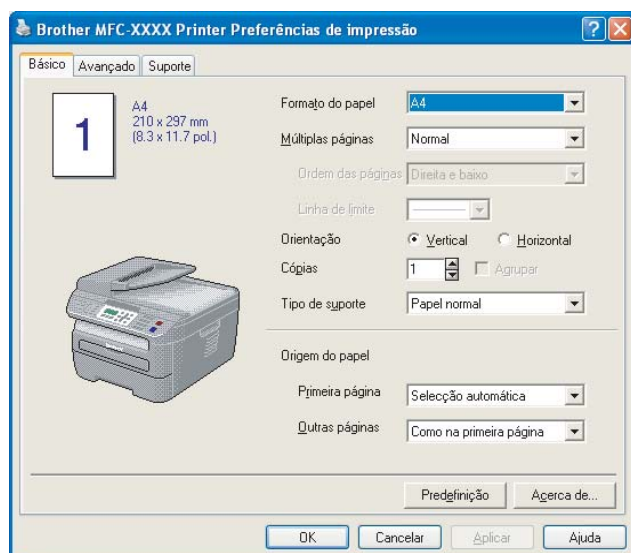 Brother MFC-XXXX Printer Preferências de impressão
Básico Avançado Suporte
1
A4
210 x 297 mm
(8.3 x 11.7 pol.)
Formato do papel A4
Múltiplas páginas Normal
Ordem das páginas Direita e baixo
Linha de limite
Orientação Vertical Horizontal
Cópias 1 Agrupar
Tipo de suporte Papel normal
Origem do papel
Primeira página Selecção automática
Outras páginas Como na primeira página
Predefinição Acerca de...
OK Cancelar Aplicar Ajuda